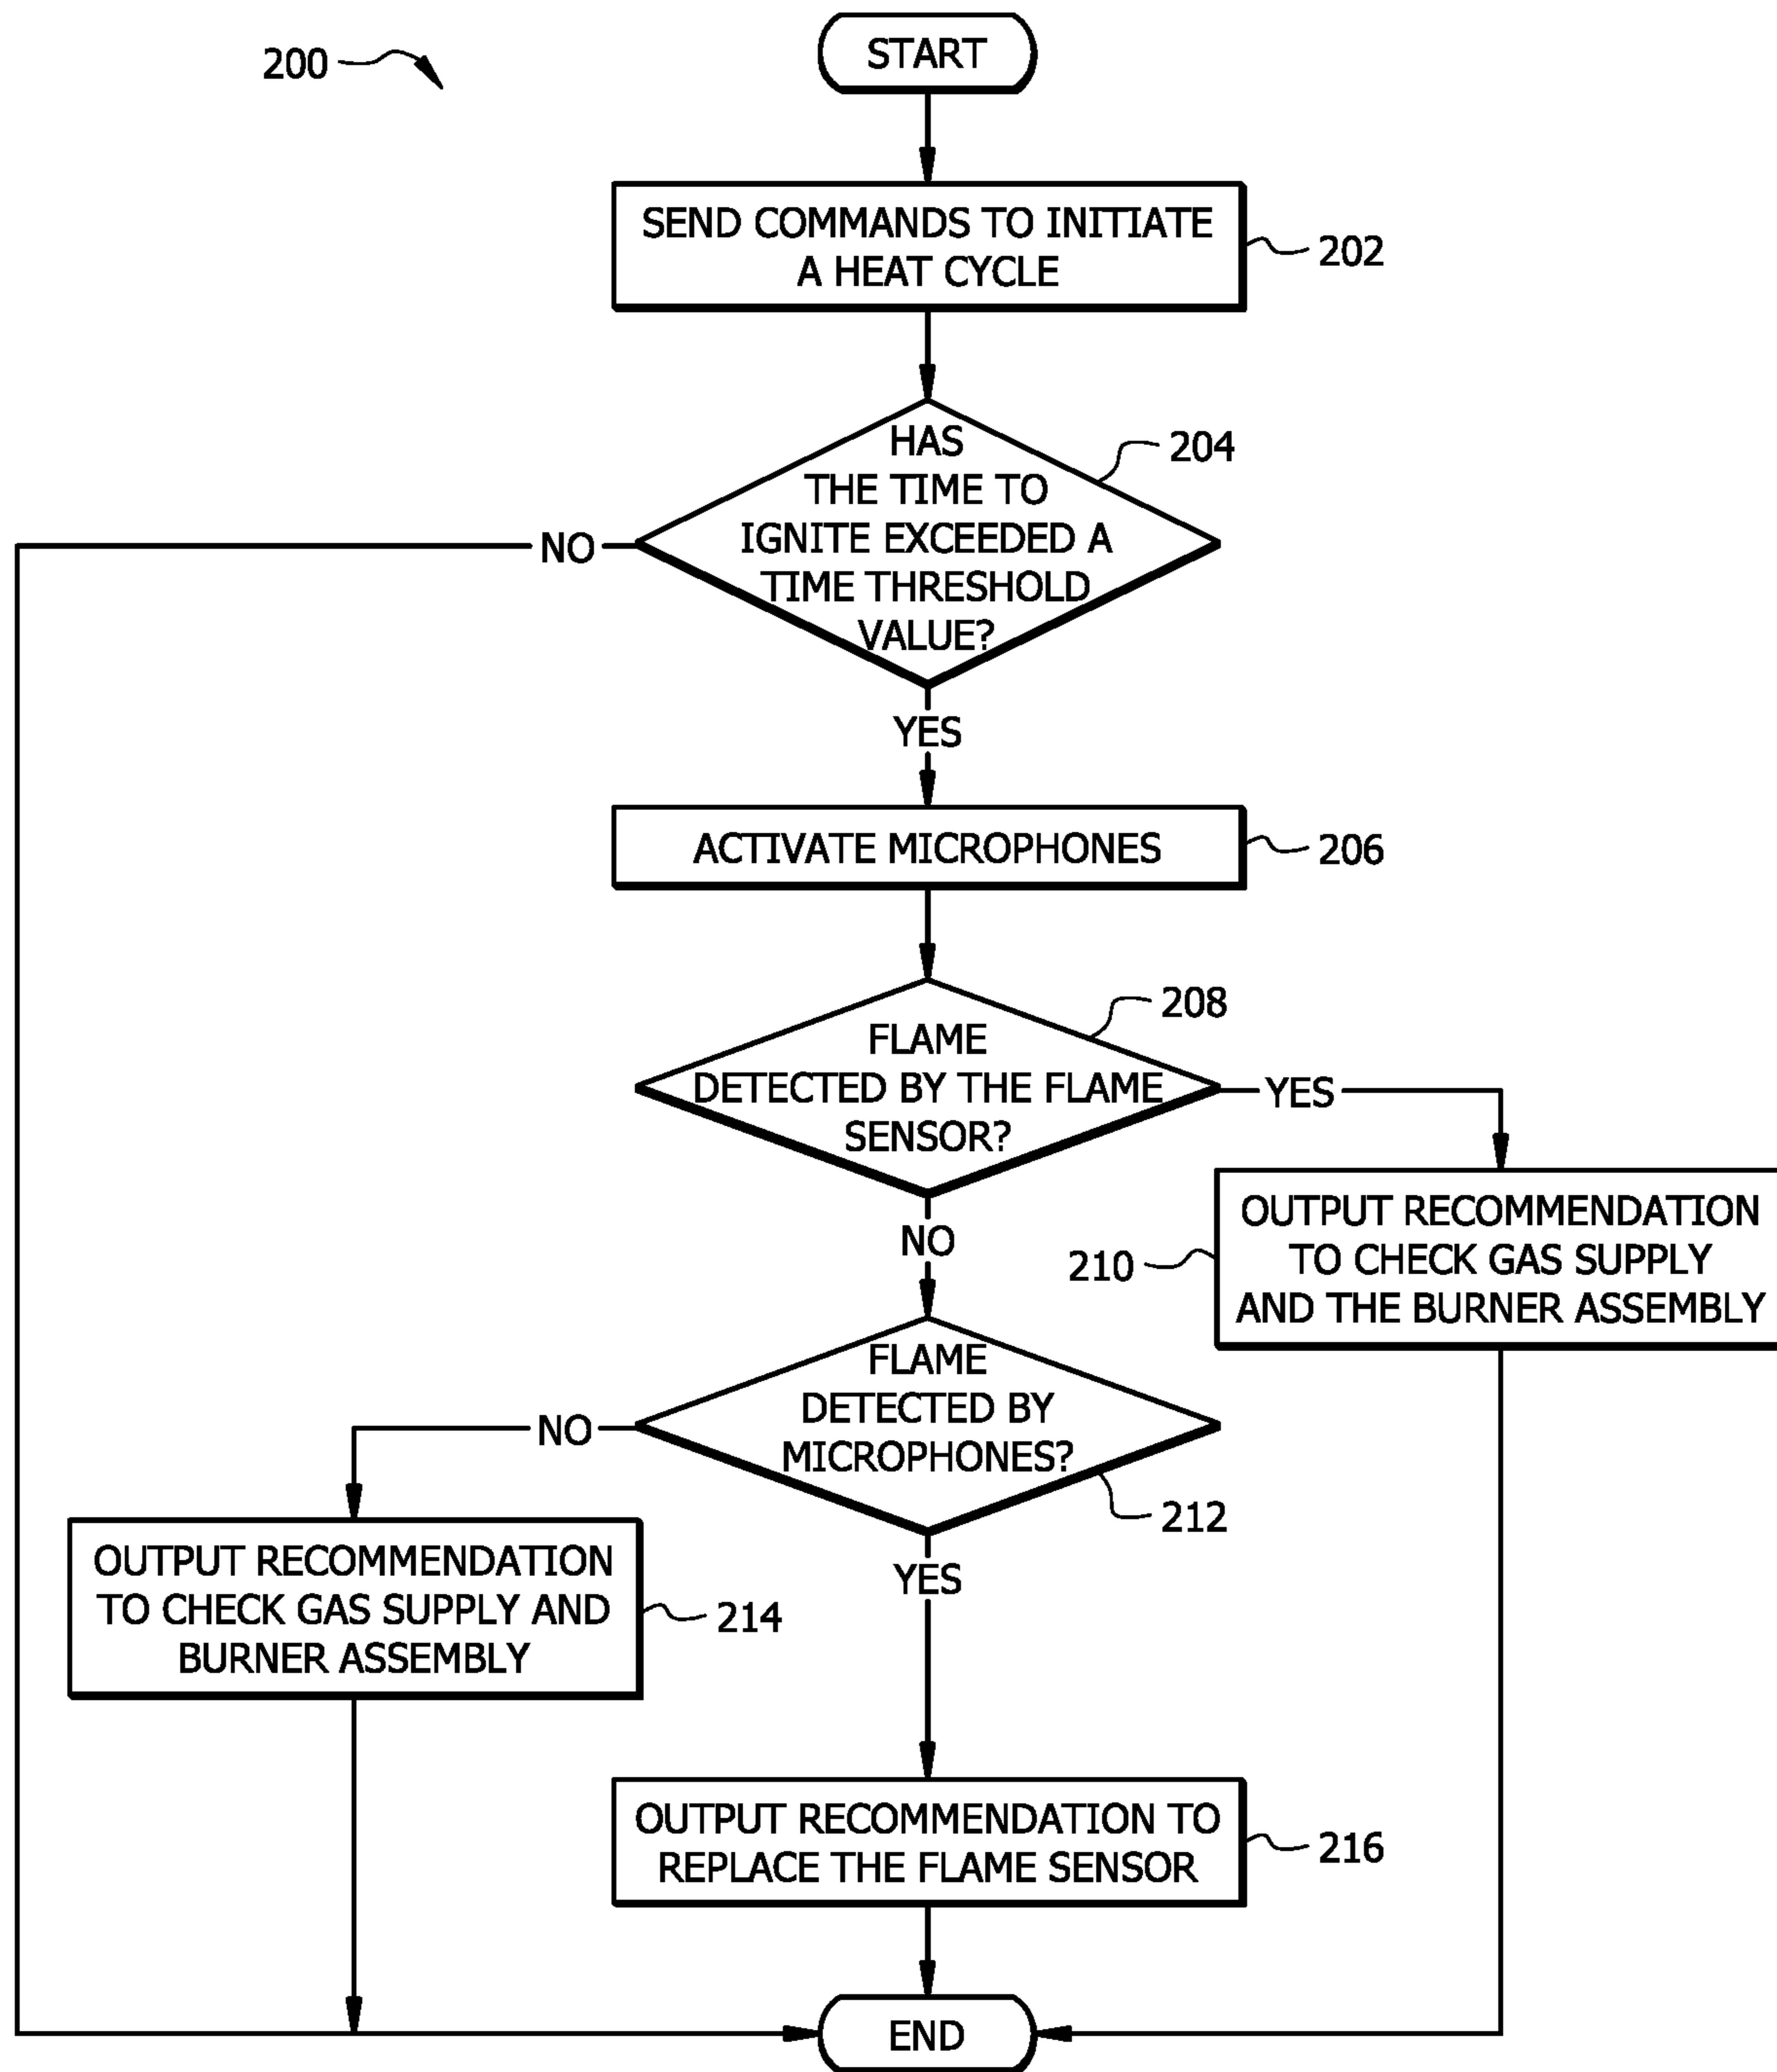 200
START
SEND COMMANDS TO INITIATE
A HEAT CYCLE
202
HAS
THE TIME TO
IGNITE EXCEEDED A
TIME THRESHOLD
VALUE?
204
NO
YES
ACTIVATE MICROPHONES
206
FLAME
DETECTED BY THE FLAME
SENSOR?
208
YES
NO
OUTPUT RECOMMENDATION
TO CHECK GAS SUPPLY
AND THE BURNER ASSEMBLY
210
FLAME
DETECTED BY
MICROPHONES?
212
NO
YES
OUTPUT RECOMMENDATION
TO CHECK GAS SUPPLY AND
BURNER ASSEMBLY
214
OUTPUT RECOMMENDATION TO
REPLACE THE FLAME SENSOR
216
END